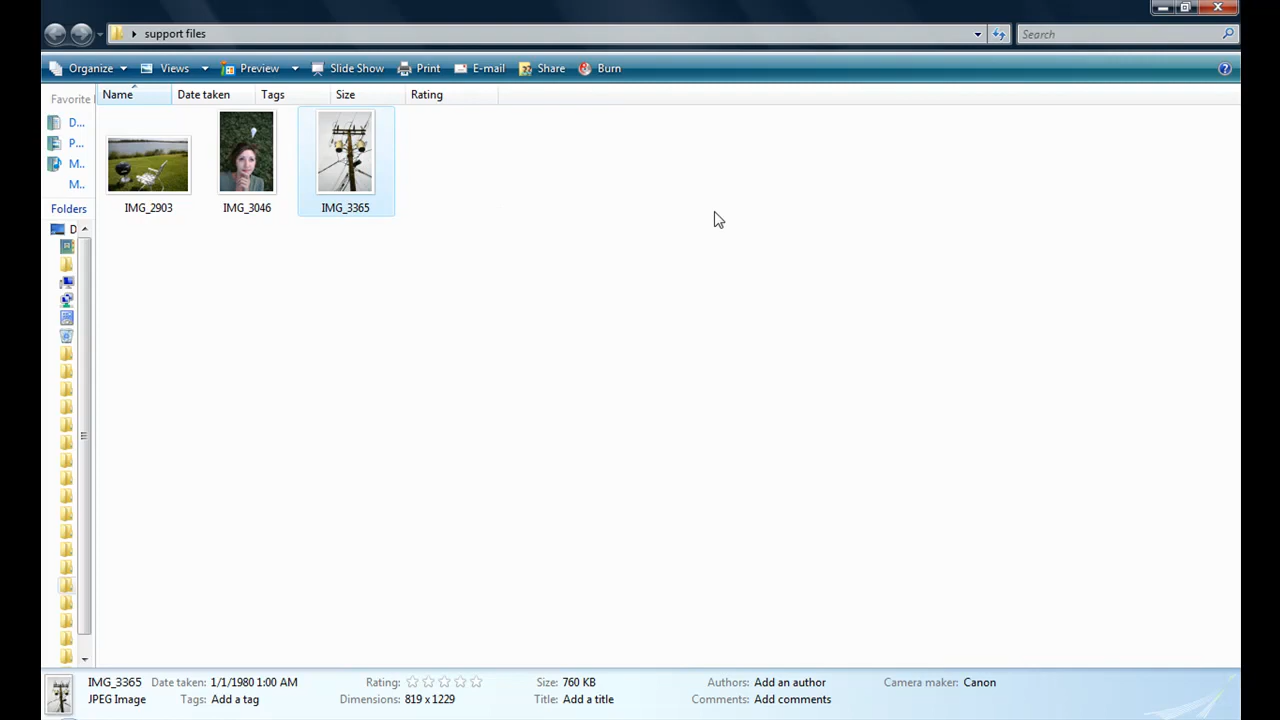 support files
Search
Organize Views Preview Slide Show Print E-mail Share Burn
Favorite
Name Date taken Tags Size Rating
D...
P...
M...
M...
Folders
D
IMG_2903 IMG_3046 IMG_3365
IMG_3365 Date taken: 1/1/1980 1:00 AM Rating: Size: 760 KB Authors: Add an author Camera maker: Canon
JPEG Image Tags: Add a tag Dimensions: 819 x 1229 Title: Add a title Comments: Add comments